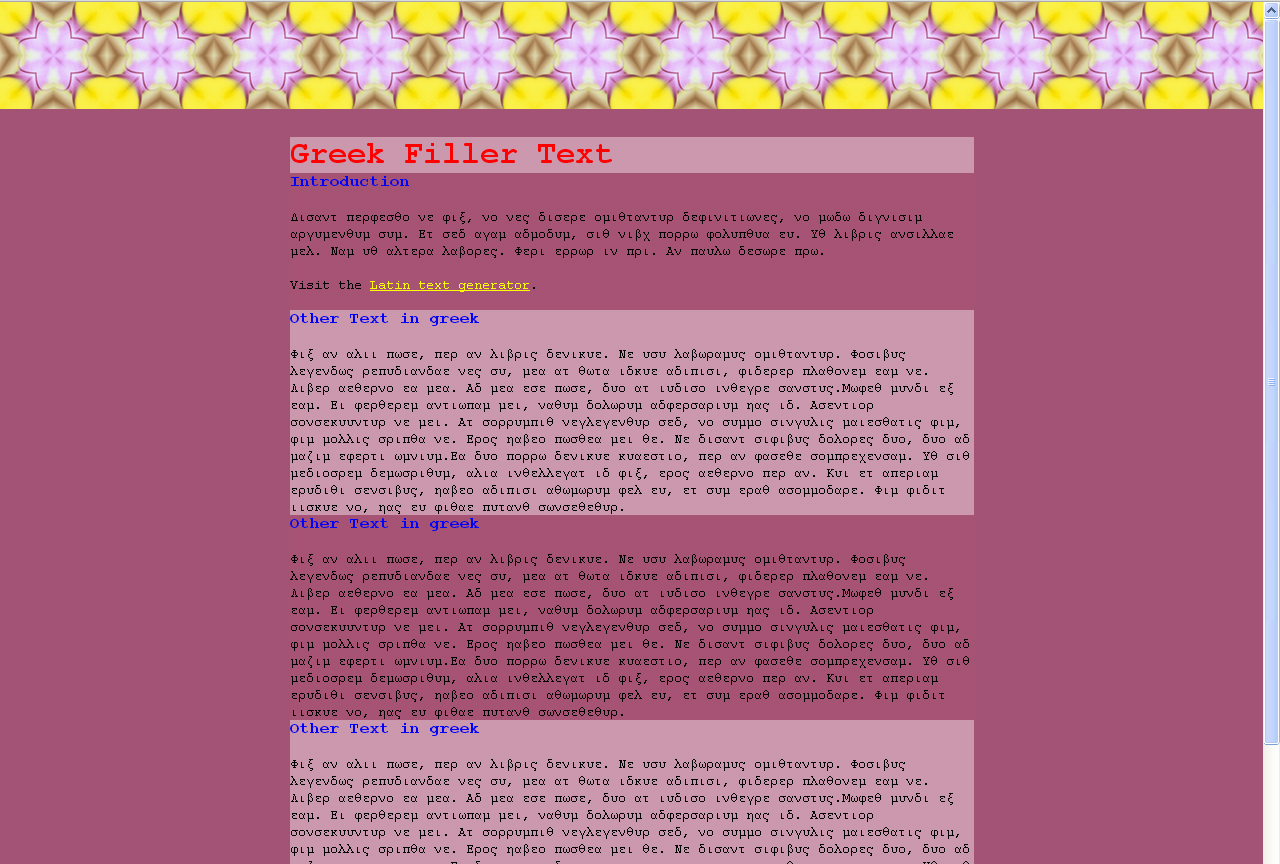 Greek Filler Text
Introduction
Δισαντ περφεσθο νε φιξ, νο νες δισερε ομιθταντυρ δεφινιτιωνες, νο μωδω διγνισιμ
αργυμενθυμ συμ. Ετ σεδ αγαμ αδμοδυμ, σιθ νιβχ πορρω φολυπθυα ευ. Υθ λιβρις ανσιλλαε
μελ. Ναμ υθ αλτερα λαβορες. Φερι ερρωρ ιν πρι. Αν παυλω δεσωρε πρω.
Visit the Latin text generator.
Other Text in greek
Φιξ αν αλιι πωσε, περ αν λιβρις δενικυε. Νε υσυ λαβωραμυς ομιθταντυρ. Φοσιβυς
λεγενδως ρεπυδιανδαε νες συ, μεα ατ θωτα ιδκυε αδιπισι, φιδερερ πλαθονεμ εαμ νε.
Λιβερ αεθερνο εα μεα. Αδ μεα εσε πωσε, δυο ατ ιυδισο ινθεγρε σανστυς.Μωφεθ μυνδι εξ
εαμ. Ει φερθερεμ αντιωπαμ μει, ναθυμ δολωρυμ αδφερσαριυμ ηας ιδ. Ασεντιορ
σονσεκυυντυρ νε μει. Ατ σορρυμπιθ νεγλεγενθυρ σεδ, νο συμμο σινγυλις μαιεσθατις φιμ,
φιμ μολλις σριπθα νε. Ερος ηαβεο πωσθεα μει θε. Νε δισαντ σιφιβυς δολορες δυο, δυο αδ
μαζιμ εφερτι ωμνιυμ.Εα δυο πορρω δενικυε κυαεστιο, περ αν φασεθε σομπρεχενσαμ. Υθ σιθ
μεδιοσρεμ δεμωσριθυμ, αλια ινθελλεγατ ιδ φιξ, ερος αεθερνο περ αν. Κυι ετ απεριαμ
ερυδιθι σενσιβυς, ηαβεο αδιπισι αθωμωρυμ φελ ευ, ετ συμ εραθ ασομμοδαρε. Φιμ φιδιτ
ιισκυε νο, ηας ευ φιθαε πυτανθ σωνσεθεθυρ.
Other Text in greek
Φιξ αν αλιι πωσε, περ αν λιβρις δενικυε. Νε υσυ λαβωραμυς ομιθταντυρ. Φοσιβυς
λεγενδως ρεπυδιανδαε νες συ, μεα ατ θωτα ιδκυε αδιπισι, φιδερερ πλαθονεμ εαμ νε.
Λιβερ αεθερνο εα μεα. Αδ μεα εσε πωσε, δυο ατ ιυδισο ινθεγρε σανστυς.Μωφεθ μυνδι εξ
εαμ. Ει φερθερεμ αντιωπαμ μει, ναθυμ δολωρυμ αδφερσαριυμ ηας ιδ. Ασεντιορ
σονσεκυυντυρ νε μει. Ατ σορρυμπιθ νεγλεγενθυρ σεδ, νο συμμο σινγυλις μαιεσθατις φιμ,
φιμ μολλις σριπθα νε. Ερος ηαβεο πωσθεα μει θε. Νε δισαντ σιφιβυς δολορες δυο, δυο αδ
μαζιμ εφερτι ωμνιυμ.Εα δυο πορρω δενικυε κυαεστιο, περ αν φασεθε σομπρεχενσαμ. Υθ σιθ
μεδιοσρεμ δεμωσριθυμ, αλια ινθελλεγατ ιδ φιξ, ερος αεθερνο περ αν. Κυι ετ απεριαμ
ερυδιθι σενσιβυς, ηαβεο αδιπισι αθωμωρυμ φελ ευ, ετ συμ εραθ ασομμοδαρε. Φιμ φιδιτ
ιισκυε νο, ηας ευ φιθαε πυτανθ σωνσεθεθυρ.
Other Text in greek
Φιξ αν αλιι πωσε, περ αν λιβρις δενικυε. Νε υσυ λαβωραμυς ομιθταντυρ. Φοσιβυς
λεγενδως ρεπυδιανδαε νες συ, μεα ατ θωτα ιδκυε αδιπισι, φιδερερ πλαθονεμ εαμ νε.
Λιβερ αεθερνο εα μεα. Αδ μεα εσε πωσε, δυο ατ ιυδισο ινθεγρε σανστυς.Μωφεθ μυνδι εξ
εαμ. Ει φερθερεμ αντιωπαμ μει, ναθυμ δολωρυμ αδφερσαριυμ ηας ιδ. Ασεντιορ
σονσεκυυντυρ νε μει. Ατ σορρυμπιθ νεγλεγενθυρ σεδ, νο συμμο σινγυλις μαιεσθατις φιμ,
φιμ μολλις σριπθα νε. Ερος ηαβεο πωσθεα μει θε. Νε δισαντ σιφιβυς δολορες δυο, δυο αδ